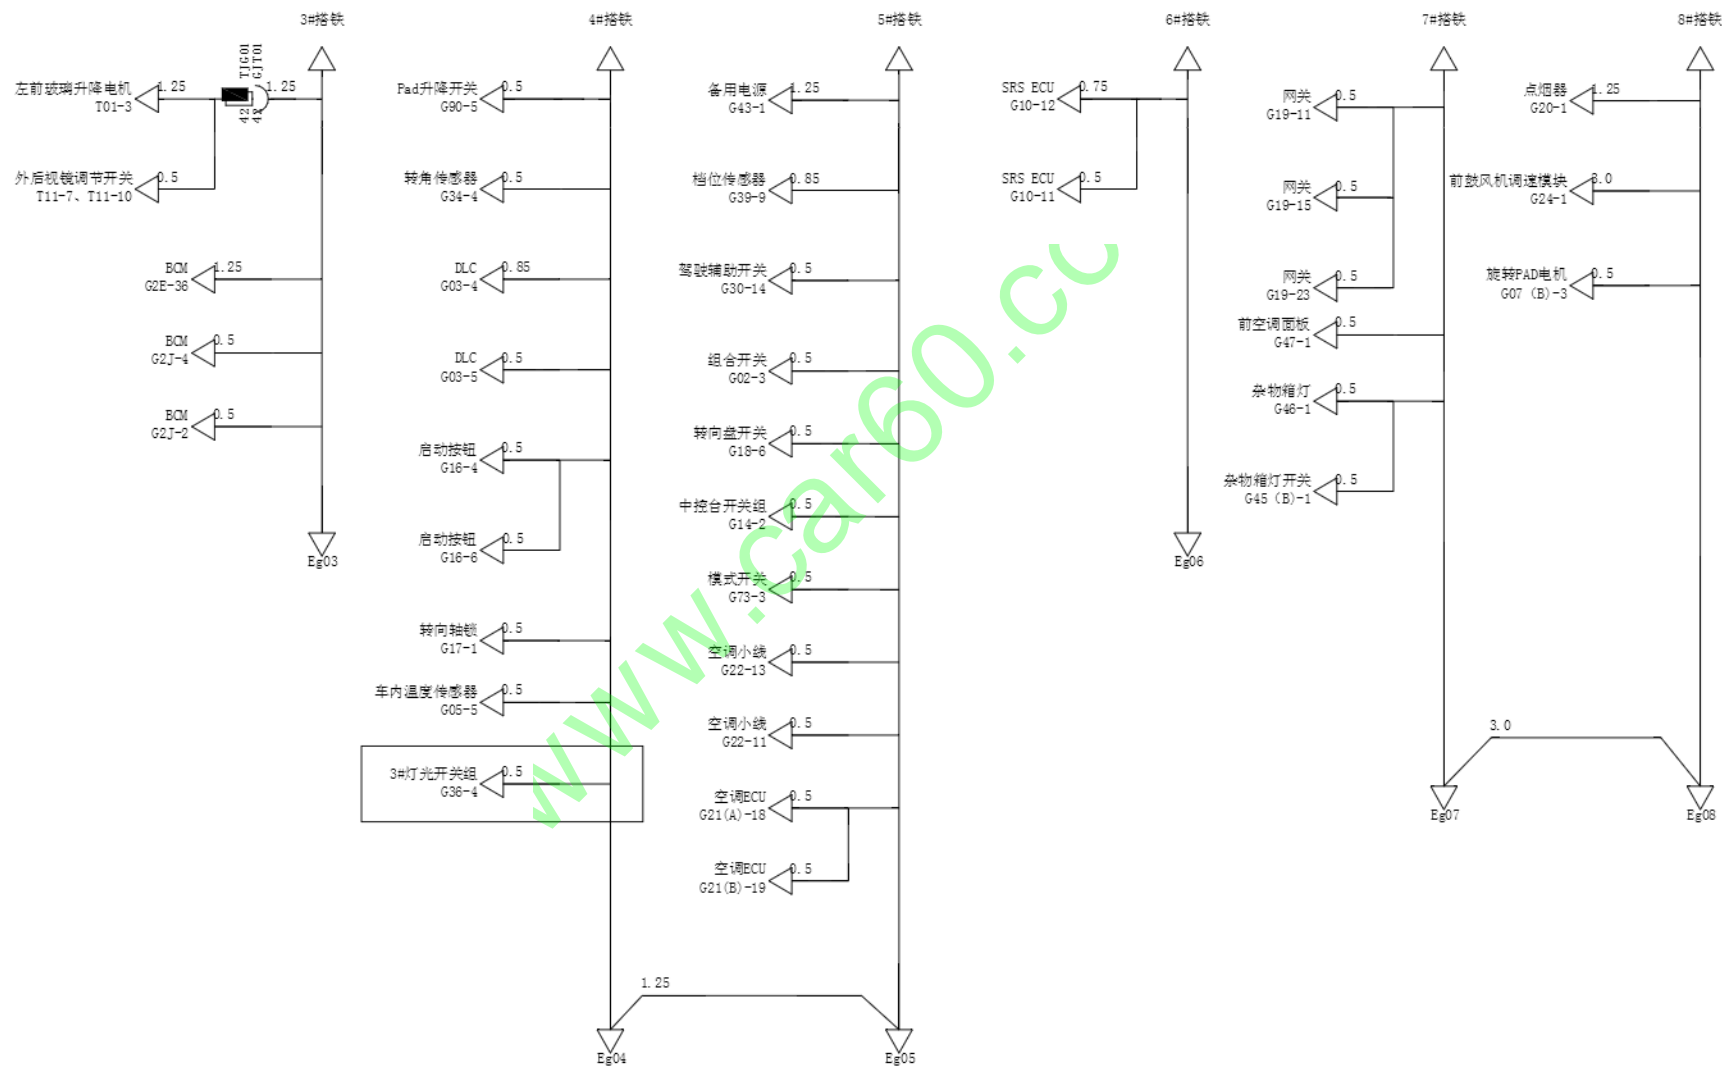 3#搭铁
4#搭铁
5#搭铁
6#搭铁
7#搭铁
8#搭铁
左前玻璃升降电机
T01-3
1.25
TJG01
GJT01
42
42
1.25
外后视镜调节开关
T11-7、T11-10
0.5
BCM
G2E-36
1.25
BCM
G2J-4
0.5
BCM
G2J-2
0.5
Eg03
Pad升降开关
G90-5
0.5
转角传感器
G34-4
0.5
DLC
G03-4
0.85
DLC
G03-5
0.5
启动按钮
G16-4
0.5
启动按钮
G16-6
0.5
转向轴锁
G17-1
0.5
车内温度传感器
G05-5
0.5
3#灯光开关组
G36-4
0.5
1.25
Eg04
备用电源
G43-1
1.25
档位传感器
G39-9
0.85
驾驶辅助开关
G30-14
0.5
组合开关
G02-3
0.5
转向盘开关
G18-6
0.5
中控台开关组
G14-2
0.5
模式开关
G73-3
0.5
空调小线
G22-13
0.5
空调小线
G22-11
0.5
空调ECU
G21(A)-18
0.5
空调ECU
G21(B)-19
0.5
Eg05
SRS ECU
G10-12
0.75
SRS ECU
G10-11
0.5
Eg06
网关
G19-11
0.5
网关
G19-15
0.5
网关
G19-23
0.5
前空调面板
G47-1
0.5
杂物箱灯
G46-1
0.5
杂物箱灯开关
G45（B)-1
0.5
3.0
Eg07
点烟器
G20-1
1.25
前鼓风机调速模块
G24-1
3.0
旋转PAD电机
G07（B)-3
0.5
Eg08
www.car60.co